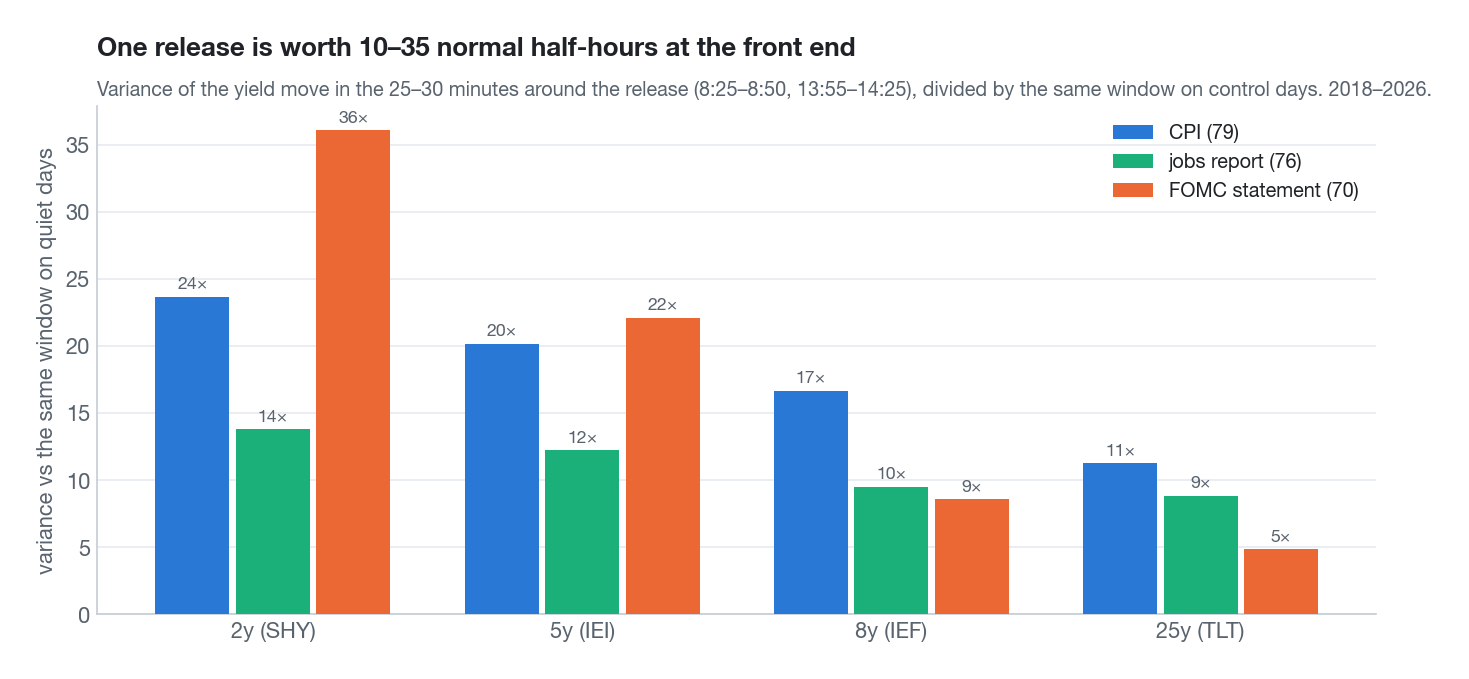 One release is worth 10–35 normal half-hours at the front end
Variance of the yield move in the 25–30 minutes around the release (8:25–8:50, 13:55–14:25), divided by the same window on control days. 2018–2026.
variance vs the same window on quiet days
35
30
25
20
15
10
5
0
CPI (79)
jobs report (76)
FOMC statement (70)
24×
14×
36×
20×
12×
22×
17×
10×
9×
11×
9×
5×
2y (SHY)
5y (IEI)
8y (IEF)
25y (TLT)